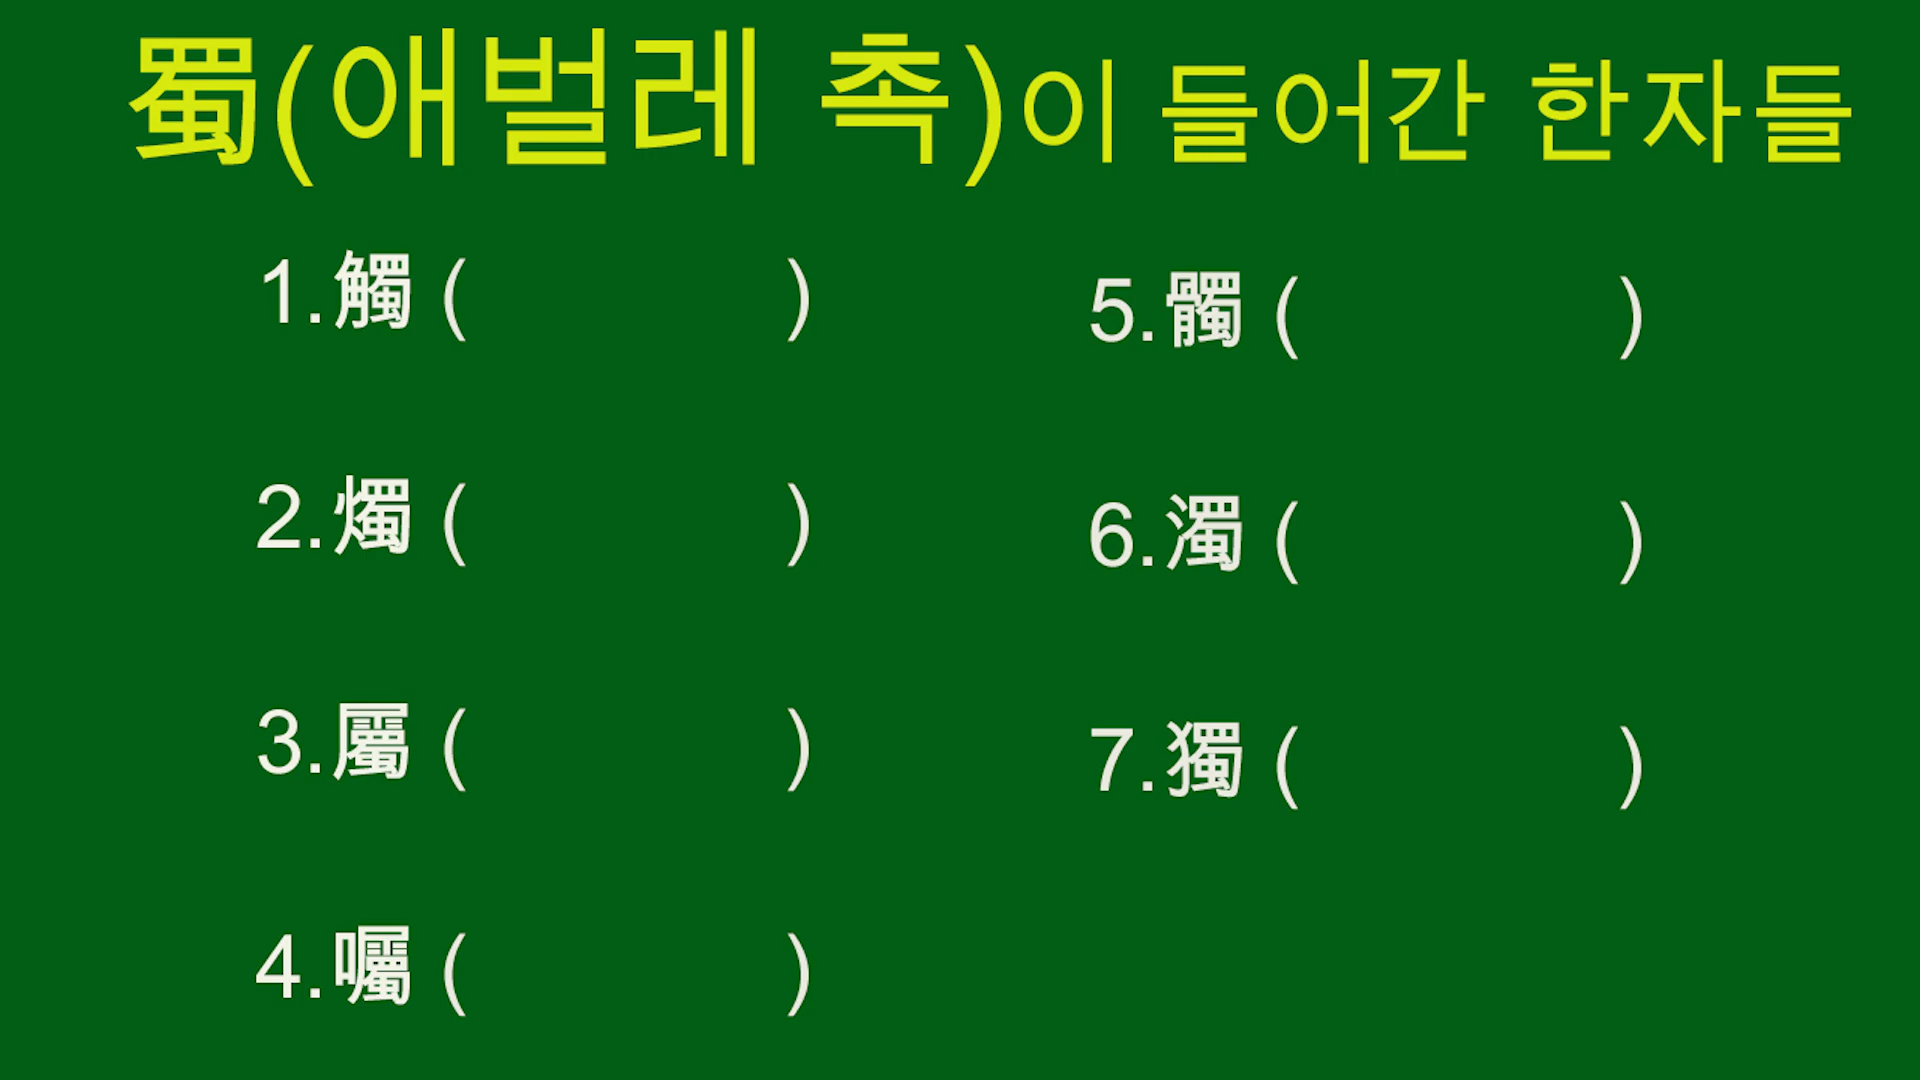 蜀(애벌레 촉)이 들어간 한자들
1.觸 (          )
2.燭 (          )
3.屬 (          )
4.囑 (          )
5.髑 (          )
6.濁 (          )
7.獨 (          )